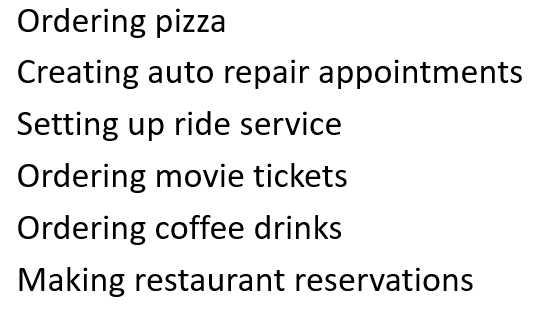 Ordering pizza
Creating auto repair appointments
Setting up ride service
Ordering movie tickets
Ordering coffee drinks
Making restaurant reservations